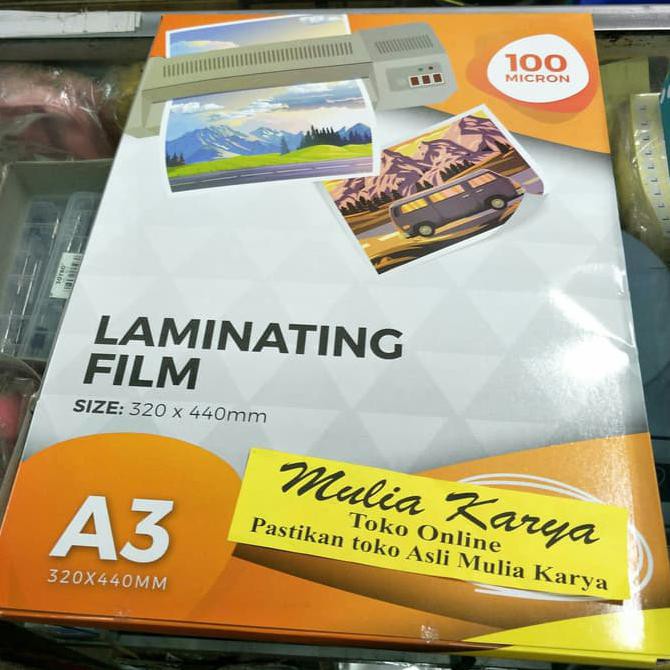 100
MICRON
LAMINATING
FILM
SIZE: 320 x 440mm
A3
320X440MM
Mulia Karya
Toko Online
Pastikan toko Asli Mulia Karya